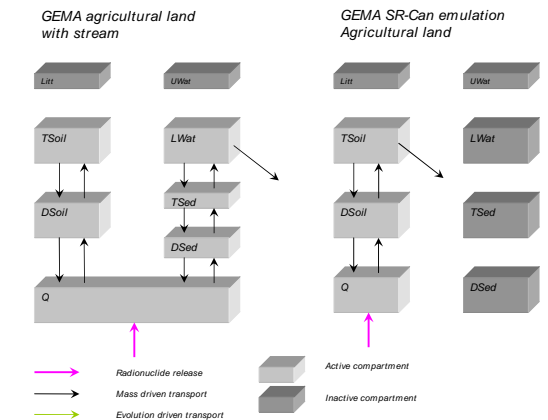 GEMA agricultural land
with stream
GEMA SR-Can emulation
Agricultural land
Litt
UWat
Litt
UWat
TSoil
LWat
TSoil
LWat
DSoil
TSed
DSoil
TSed
DSed
Q
Q
DSed
Radionuclide release
Active compartment
Mass driven transport
Inactive compartment
Evolution driven transport